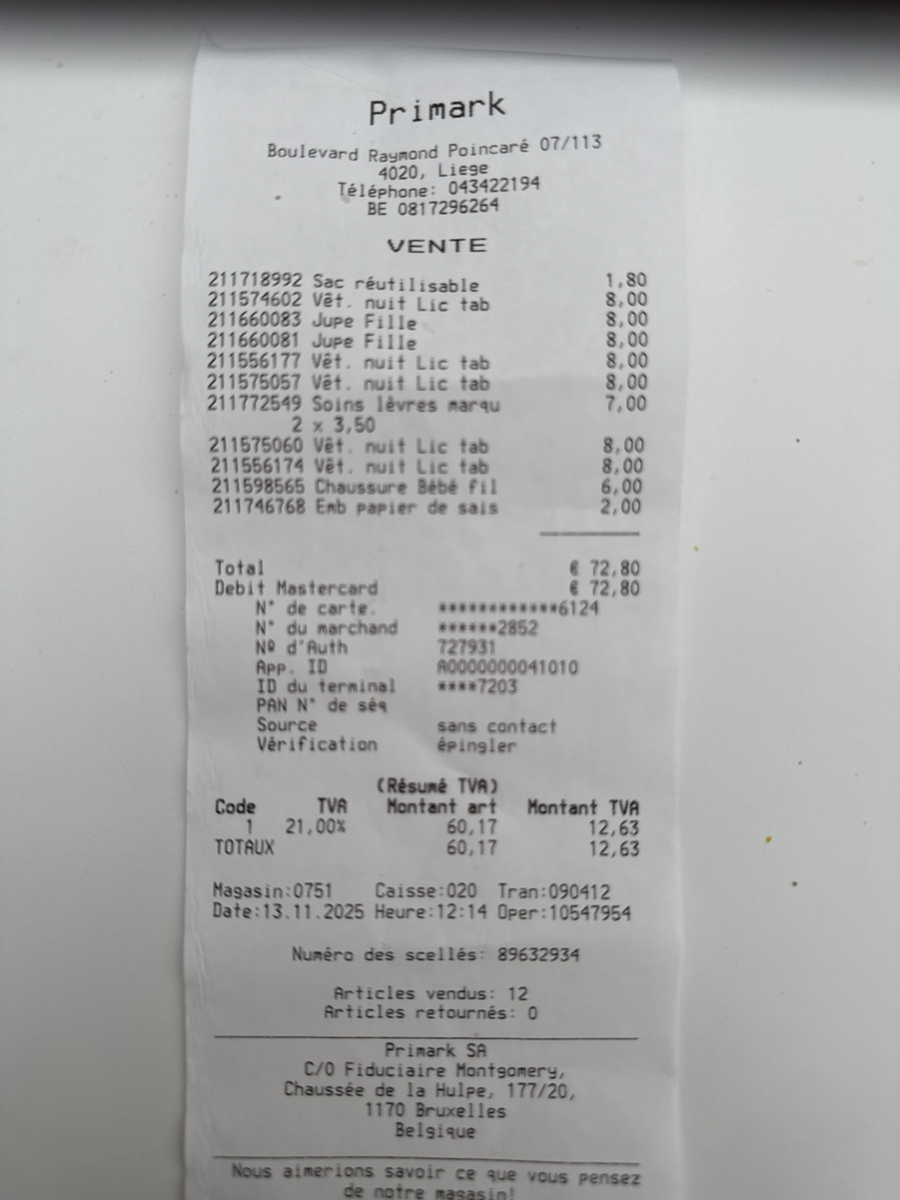 Primark
Boulevard Raymond Poincaré 07/113
4020, Liege
Téléphone: 043422194
BE 0817296264
VENTE
211718992 Sac réutilisable 1,80
211574602 Vêt. nuit Lic tab 8,00
211660083 Jupe Fille 8,00
211660081 Jupe Fille 8,00
211556177 Vêt. nuit Lic tab 8,00
211575057 Vêt. nuit Lic tab 8,00
211772549 Soins lèvres marqu 7,00
2 x 3,50
211575060 Vêt. nuit Lic tab 8,00
211556174 Vêt. nuit Lic tab 8,00
211598565 Chaussure Bébé fil 6,00
211746768 Emb papier de sais 2,00
Total € 72,80
Debit Mastercard € 72,80
N° de carte. ************6124
N° du marchand ******2852
Nº d'Auth 727931
App. ID A0000000041010
ID du terminal ****7203
PAN N° de séq
Source sans contact
Vérification épingler
(Résumé TVA)
Code TVA Montant art Montant TVA
1 21,00% 60,17 12,63
TOTAUX 60,17 12,63
Magasin:0751 Caisse:020 Tran:090412
Date:13.11.2025 Heure:12:14 Oper:10547954
Numéro des scellés: 89632934
Articles vendus: 12
Articles retournés: 0
Primark SA
C/O Fiduciaire Montgomery,
Chaussée de la Hulpe, 177/20,
1170 Bruxelles
Belgique
Nous aimerions savoir ce que vous pensez
de notre magasin!